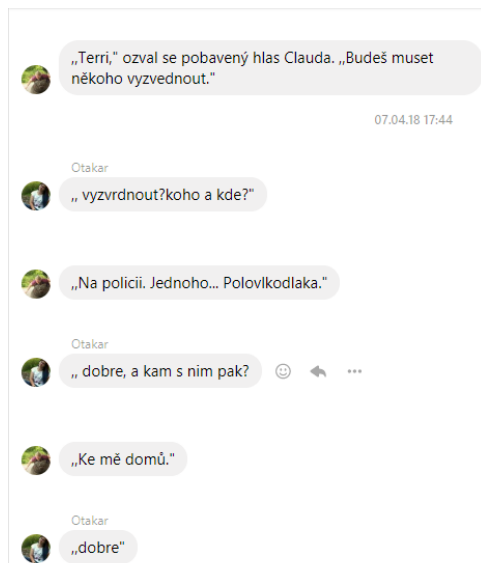 ,,Terri," ozval se pobavený hlas Clauda. ,,Budeš muset
někoho vyzvednout."
07.04.18 17:44
Otakar
,, vyzvrdnout?koho a kde?"
,,Na policii. Jednoho... Polovlkodlaka."
Otakar
,, dobre, a kam s nim pak?
,,Ke mě domů."
Otakar
,,dobre"